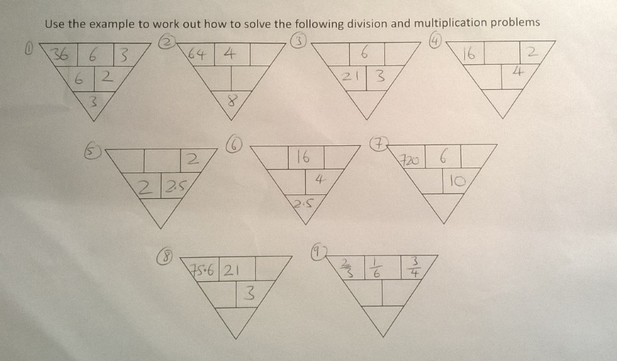 Use the example to work out how to solve the following division and multiplication problems
1 36 6 3 2 64 4 3 6 4 16 2
6 2 21 3 4
3 8
5 2 6 16 7 720 6
2 2.5 4 10
2.5
8 75.6 21 9 2/3 1/6 3/4
3